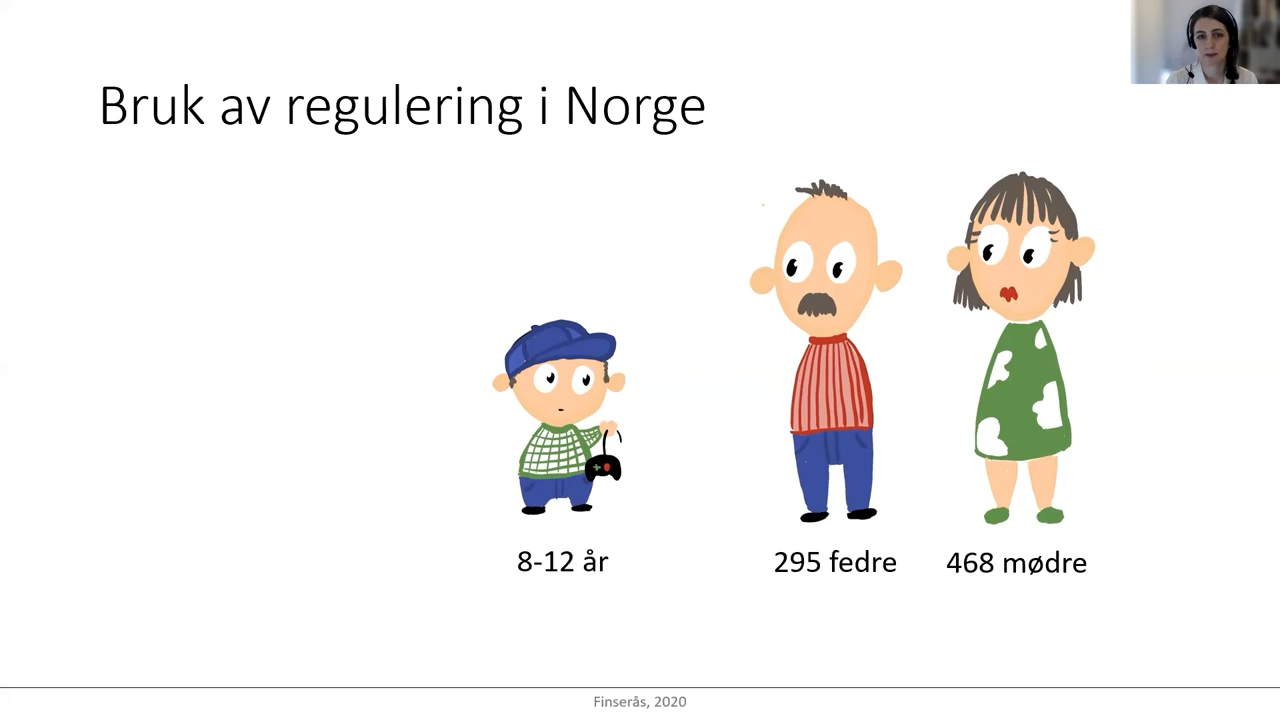 Bruk av regulering i Norge
8-12 år
295 fedre
468 mødre
Finserås, 2020